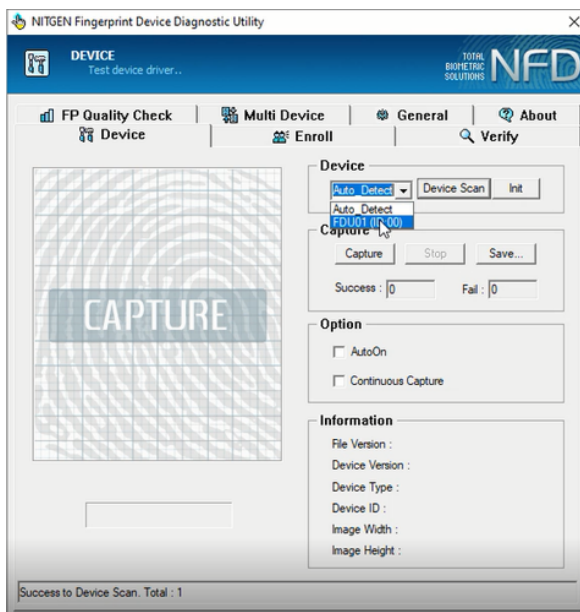 NITGEN Fingerprint Device Diagnostic Utility
DEVICE
Test device driver..
TOTAL
BIOMETRIC
SOLUTIONS
NFD
FP Quality Check
Multi Device
General
About
Device
Enroll
Verify
Device
Auto_Detect
Device Scan
Init
Auto_Detect
FDU01 (ID:00)
Capture
Capture
Stop
Save...
Success : 0
Fail : 0
CAPTURE
Option
AutoOn
Continuous Capture
Information
File Version :
Device Version :
Device Type :
Device ID :
Image Width :
Image Height :
Success to Device Scan. Total : 1